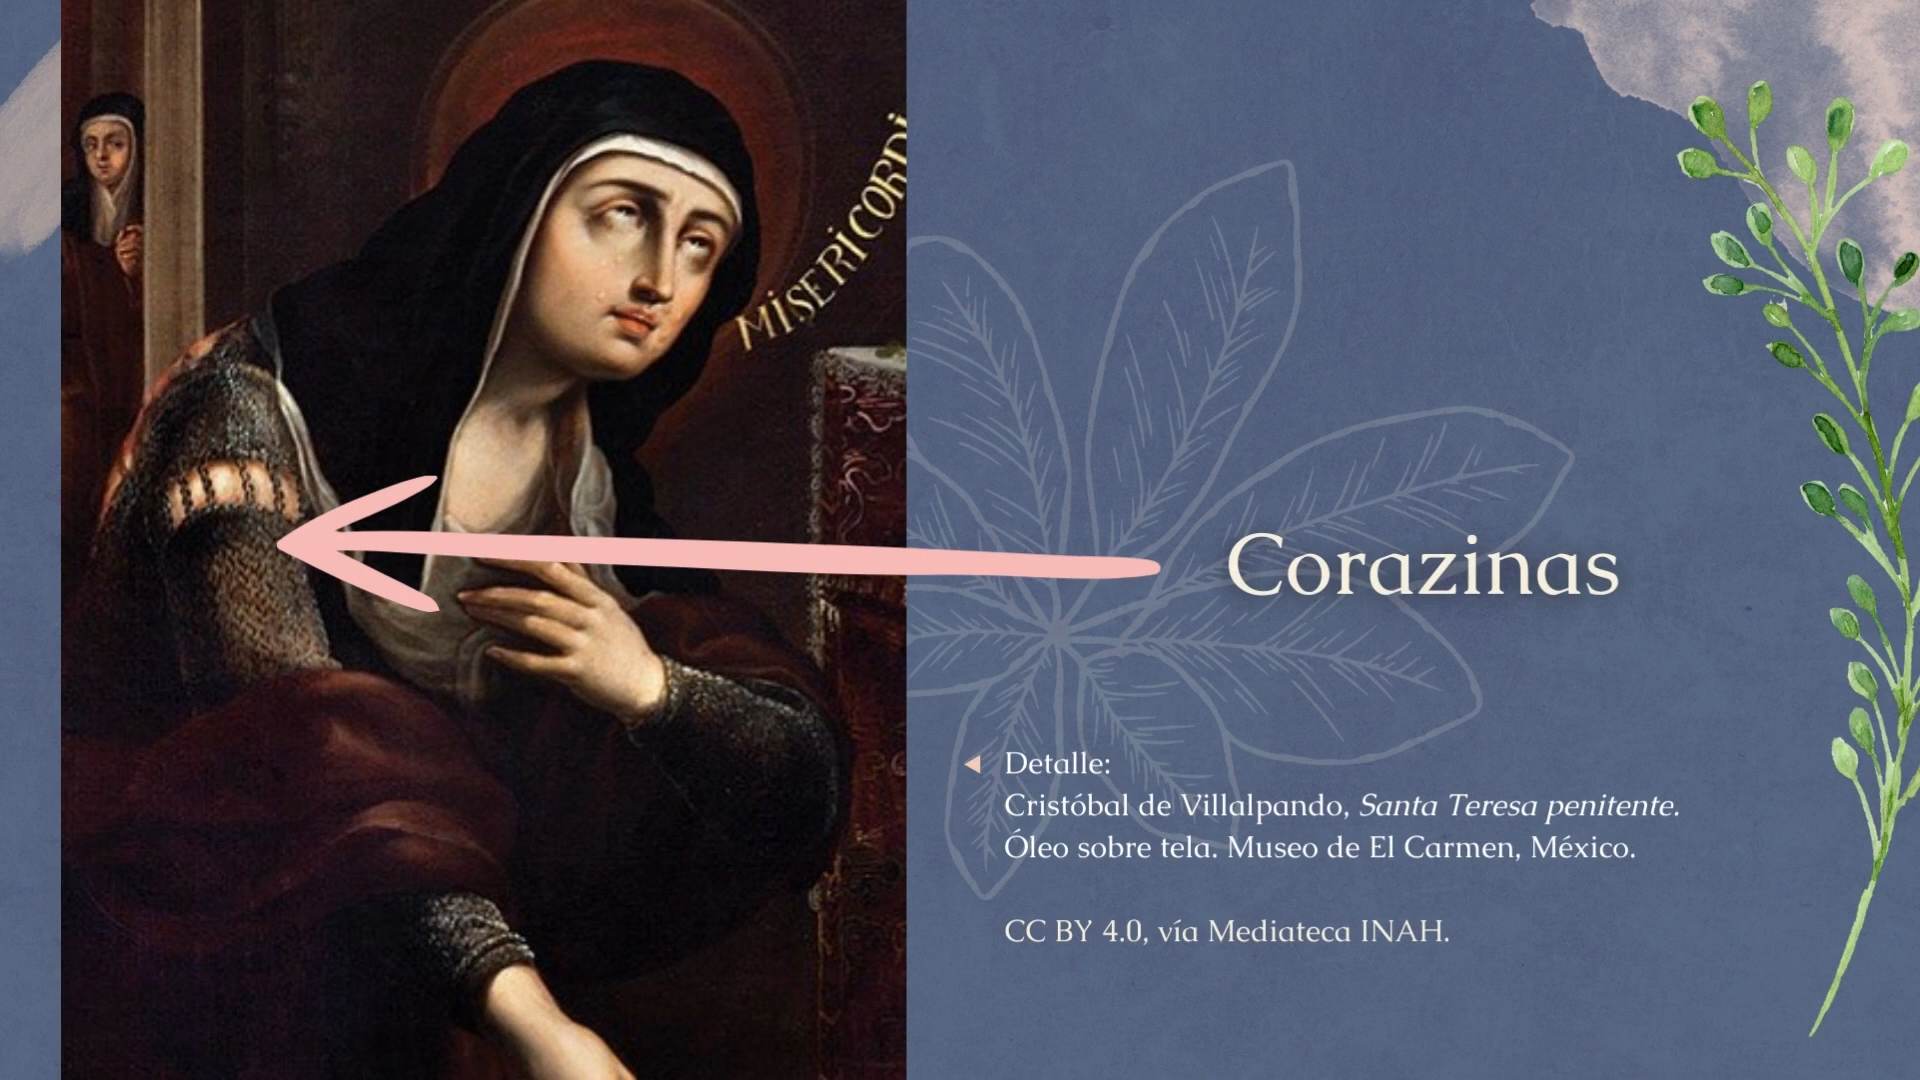 MISERICORDI
Corazinas
Detalle:
Cristóbal de Villalpando, Santa Teresa penitente.
Óleo sobre tela. Museo de El Carmen, México.
CC BY 4.0, vía Mediateca INAH.